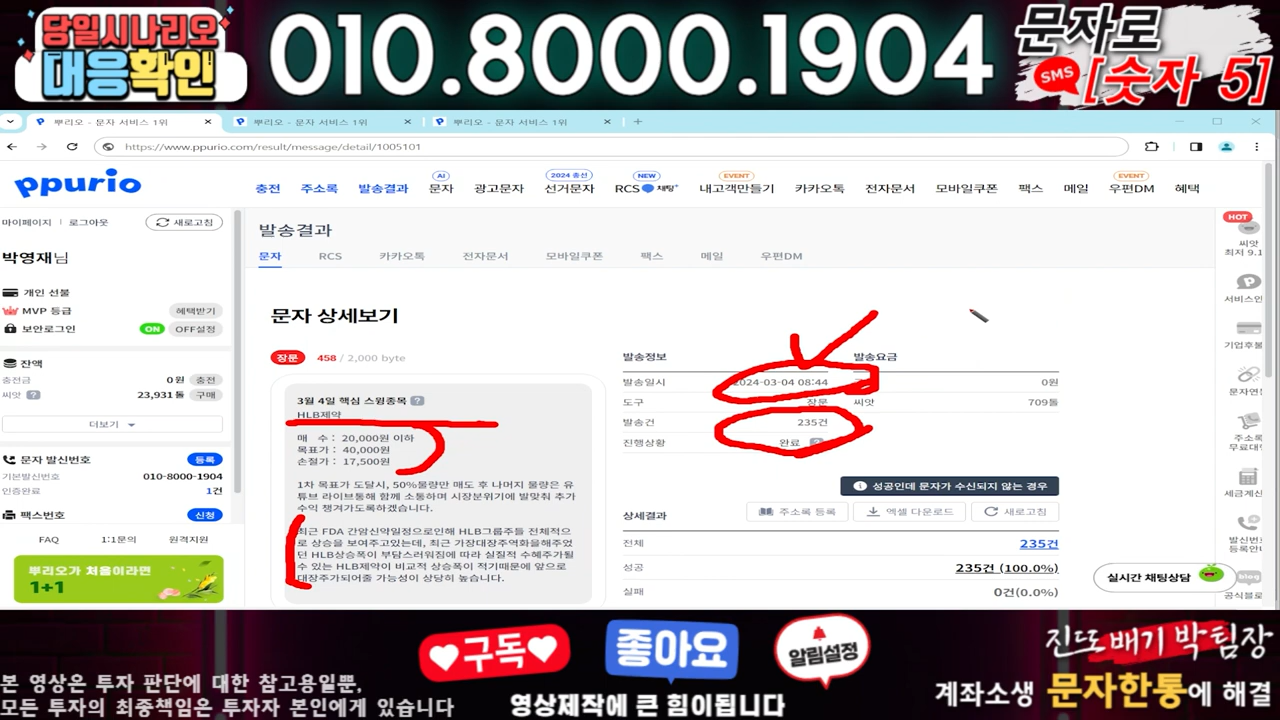 당일시나리오
대응확인
010.8000.1904
문자로
SMS [숫자 5]
뿌리오 - 문자 서비스 1위
뿌리오 - 문자 서비스 1위
뿌리오 - 문자 서비스 1위
https://www.ppurio.com/result/message/detail/1005101
ppurio
AI
2024 총선
NEW
EVENT
EVENT
충전 주소록 발송결과 문자 광고문자 선거문자 RCS 채팅+ 내고객만들기 카카오톡 전자문서 모바일쿠폰 팩스 메일 우편DM 혜택
마이페이지 | 로그아웃 새로고침
박영재님
개인 선불
MVP 등급 혜택받기
보안로그인 ON OFF설정
잔액
충전금 0원 충전
씨앗 ? 23,931톨 구매
더보기
문자 발신번호 등록
기본발신번호 010-8000-1904
인증완료 1건
팩스번호 신청
FAQ 1:1문의 원격지원
뿌리오가 처음이라면
1+1
발송결과
문자 RCS 카카오톡 전자문서 모바일쿠폰 팩스 메일 우편DM
문자 상세보기
장문 458 / 2,000 byte
3월 4일 핵심 스윙종목 ?
HLB제약
매 수 : 20,000원 이하
목표가 : 40,000원
손절가 : 17,500원
1차 목표가 도달시, 50%물량만 매도 후 나머지 물량은 유
튜브 라이브통해 함께 소통하며 시장분위기에 발맞춰 추가
수익 챙겨가도록하겠습니다.
최근 FDA 간암신약일정으로인해 HLB그룹주들 전체적으
로 상승을 보여주고있는데, 최근 가장대장주역화을해주었
던 HLB상승폭이 부담스러워짐에 따라 실질적 수혜주가될
수 있는 HLB제약이 비교적 상승폭이 적기때문에 앞으로
대장주가되어줄 가능성이 상당히 높습니다.
발송정보
발송일시 2024-03-04 08:44
도구 장문
발송건 235건
진행상황 완료 ?
발송요금
0원
씨앗 709톨
성공인데 문자가 수신되지 않는 경우
상세결과 주소록 등록 엑셀 다운로드 새로고침
전체 235건
성공 235건 (100.0%)
실패 0건(0.0%)
HOT
씨앗
최저 9.1
서비스인
기업후불
문자연동
주소록
무료대행
세금계산
발신번호
등록안내
blog
공식블로
실시간 채팅상담
구독
좋아요
알림설정
영상제작에 큰 힘이됩니다
본 영상은 투자 판단에 대한 참고용일뿐,
모든 투자의 최종책임은 투자자 본인에게 있습니다
진또배기 박팀장
계좌소생 문자한통에 해결